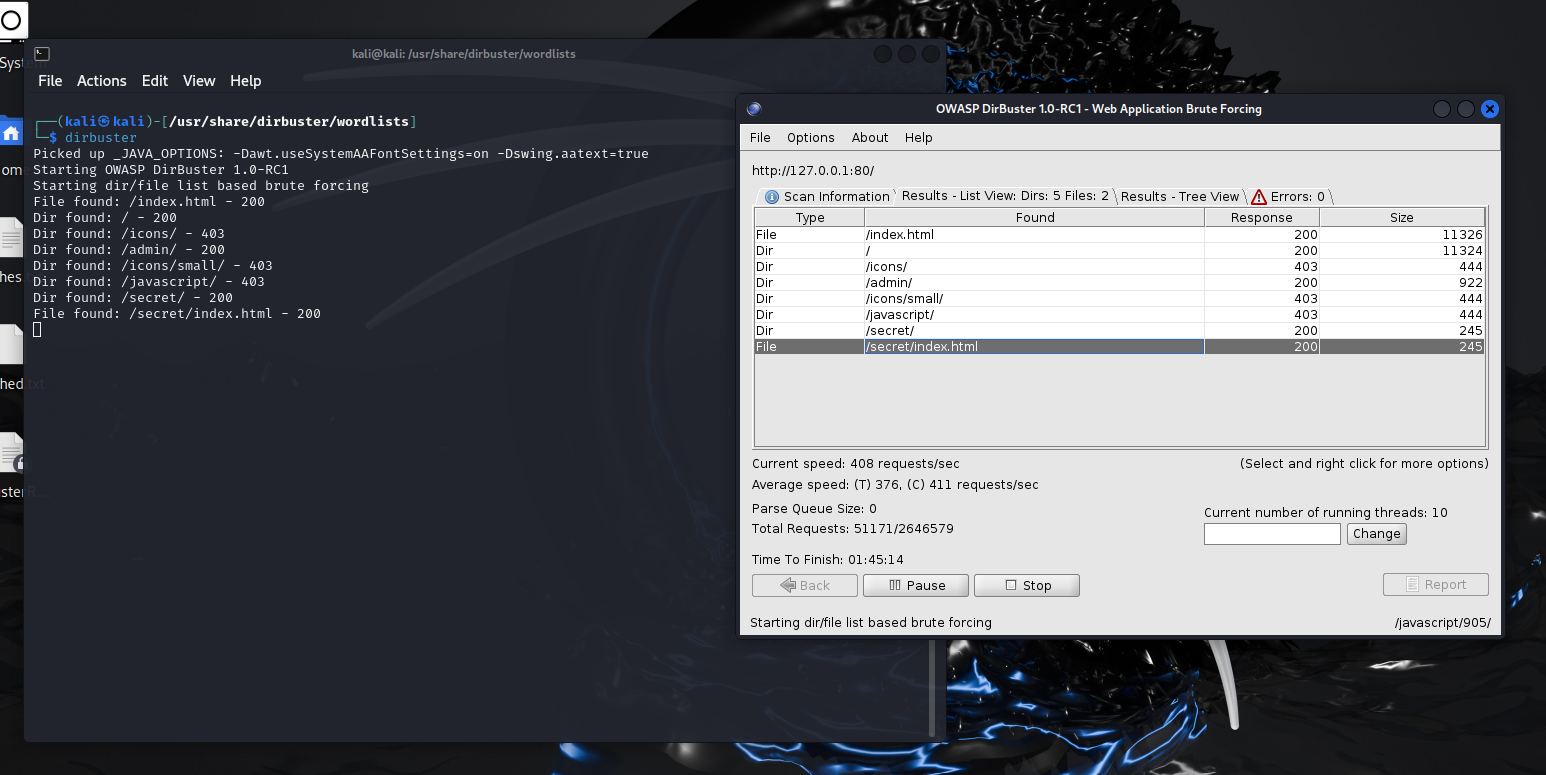 Syst
om
hes
hed.txt
sterR...
kali@kali: /usr/share/dirbuster/wordlists
File Actions Edit View Help
┌──(kali㉿kali)-[/usr/share/dirbuster/wordlists]
└─$ dirbuster
Picked up _JAVA_OPTIONS: -Dawt.useSystemAAFontSettings=on -Dswing.aatext=true
Starting OWASP DirBuster 1.0-RC1
Starting dir/file list based brute forcing
File found: /index.html - 200
Dir found: / - 200
Dir found: /icons/ - 403
Dir found: /admin/ - 200
Dir found: /icons/small/ - 403
Dir found: /javascript/ - 403
Dir found: /secret/ - 200
File found: /secret/index.html - 200
OWASP DirBuster 1.0-RC1 - Web Application Brute Forcing
File Options About Help
http://127.0.0.1:80/
Scan Information Results - List View: Dirs: 5 Files: 2 Results - Tree View Errors: 0
Type Found Response Size
File /index.html 200 11326
Dir / 200 11324
Dir /icons/ 403 444
Dir /admin/ 200 922
Dir /icons/small/ 403 444
Dir /javascript/ 403 444
Dir /secret/ 200 245
File /secret/index.html 200 245
Current speed: 408 requests/sec (Select and right click for more options)
Average speed: (T) 376, (C) 411 requests/sec
Parse Queue Size: 0
Current number of running threads: 10
Total Requests: 51171/2646579
Change
Time To Finish: 01:45:14
Back Pause Stop Report
Starting dir/file list based brute forcing /javascript/905/